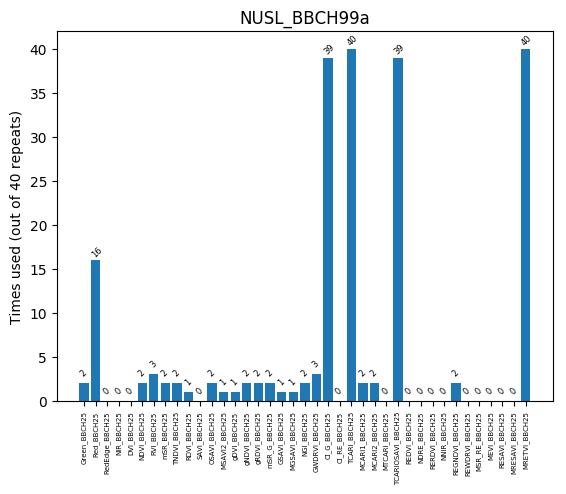 NUSL_BBCH99a
Times used (out of 40 repeats)
40
35
30
25
20
15
10
5
0
2
16
0
0
0
2
3
2
2
1
0
2
1
1
2
2
2
1
1
2
3
39
0
40
2
2
0
39
0
0
0
0
2
0
0
0
0
0
40
Green_BBCH25
Red_BBCH25
RedEdge_BBCH25
NIR_BBCH25
DVI_BBCH25
NDVI_BBCH25
RVI_BBCH25
mSR_BBCH25
TNDVI_BBCH25
RDVI_BBCH25
SAVI_BBCH25
OSAVI_BBCH25
MSAVI2_BBCH25
gDVI_BBCH25
gNDVI_BBCH25
gRDVI_BBCH25
mSR_G_BBCH25
GSAVI_BBCH25
MGSAVI_BBCH25
NGI_BBCH25
GWDRVI_BBCH25
CI_G_BBCH25
CI_RE_BBCH25
TCARI_BBCH25
MCARI1_BBCH25
MCARI2_BBCH25
MTCARI_BBCH25
TCARIOSAVI_BBCH25
REDVI_BBCH25
NDRE_BBCH25
RERDVI_BBCH25
NNIR_BBCH25
REGNDVI_BBCH25
REWDRVI_BBCH25
MSR_RE_BBCH25
MEVI_BBCH25
RESAVI_BBCH25
MRESAVI_BBCH25
MRETVI_BBCH25